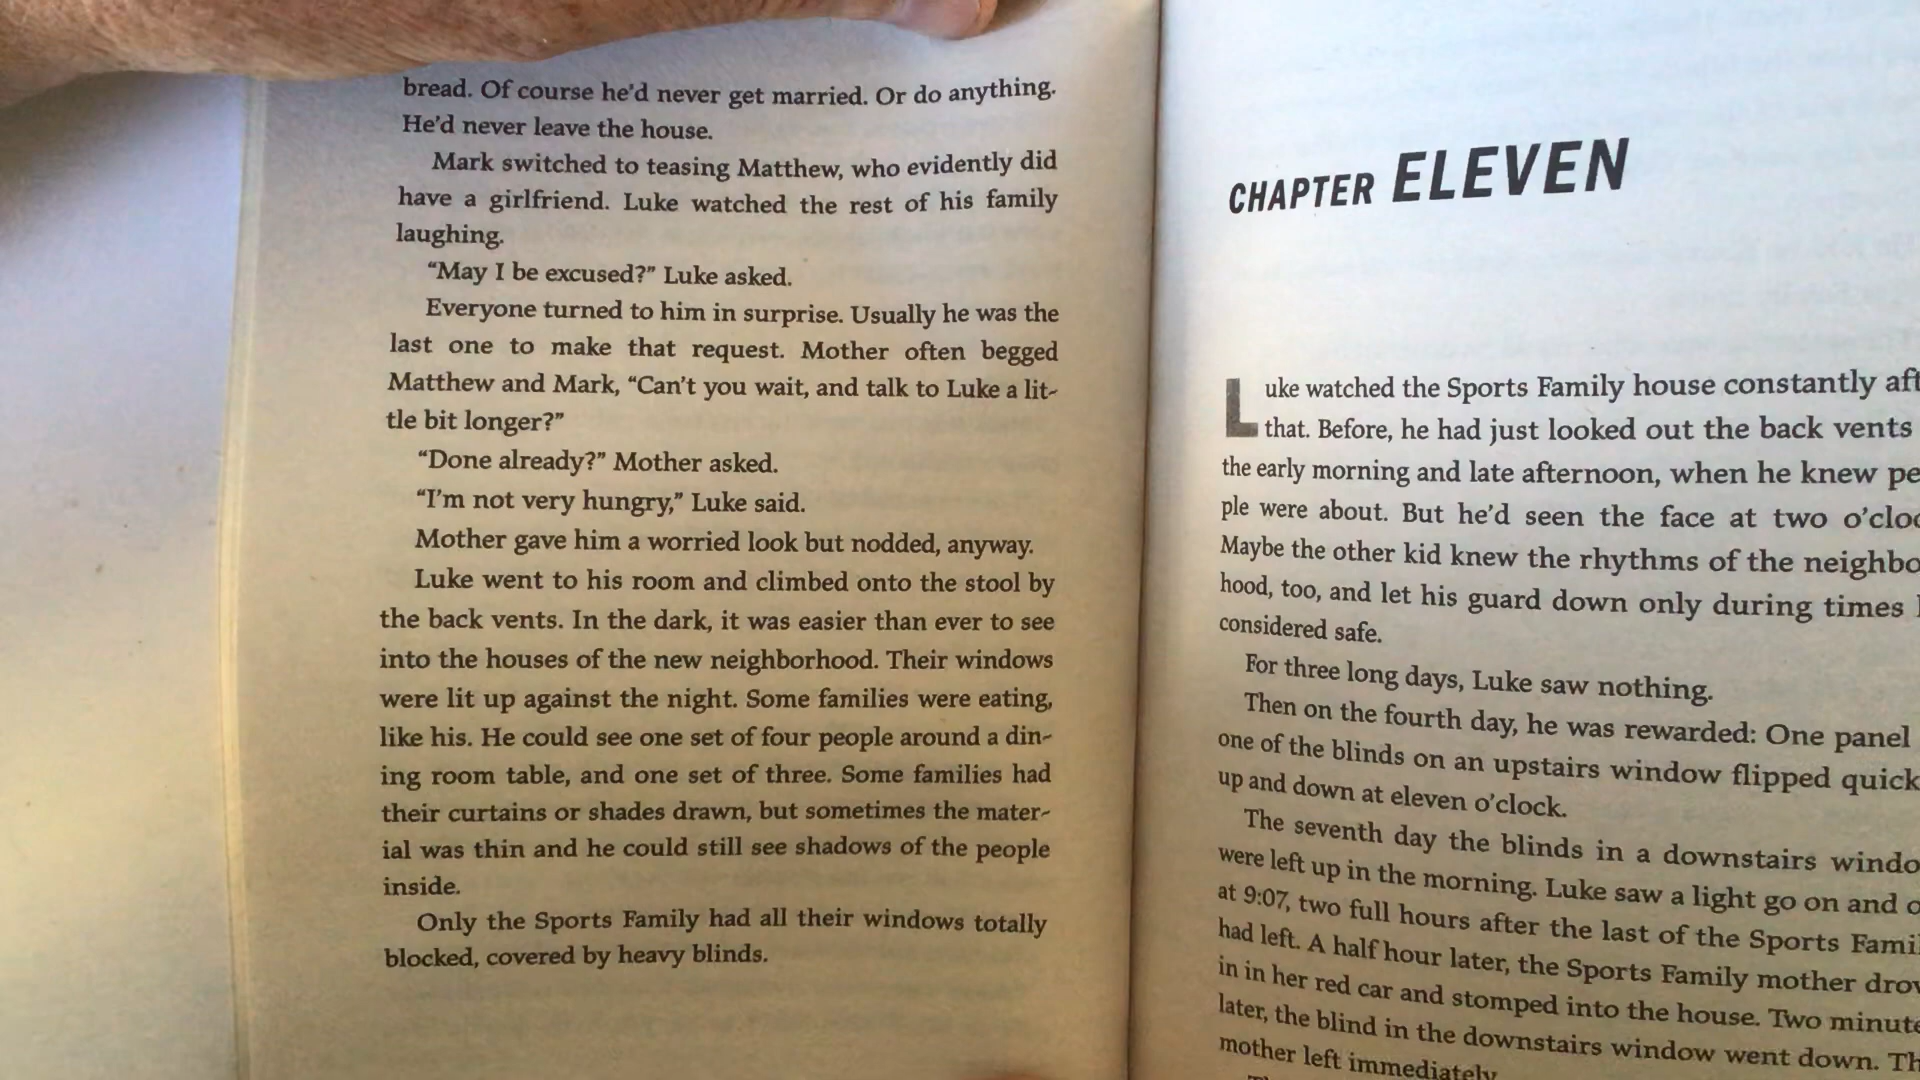 bread. Of course he'd never get married. Or do anything.
He'd never leave the house.
Mark switched to teasing Matthew, who evidently did
have a girlfriend. Luke watched the rest of his family
laughing.
“May I be excused?” Luke asked.
Everyone turned to him in surprise. Usually he was the
last one to make that request. Mother often begged
Matthew and Mark, “Can't you wait, and talk to Luke a lit-
tle bit longer?”
“Done already?” Mother asked.
“I'm not very hungry,” Luke said.
Mother gave him a worried look but nodded, anyway.
Luke went to his room and climbed onto the stool by
the back vents. In the dark, it was easier than ever to see
into the houses of the new neighborhood. Their windows
were lit up against the night. Some families were eating,
like his. He could see one set of four people around a din-
ing room table, and one set of three. Some families had
their curtains or shades drawn, but sometimes the mater-
ial was thin and he could still see shadows of the people
inside.
Only the Sports Family had all their windows totally
blocked, covered by heavy blinds.
CHAPTER ELEVEN
Luke watched the Sports Family house constantly aft
that. Before, he had just looked out the back vents
the early morning and late afternoon, when he knew pe
ple were about. But he'd seen the face at two o'cloc
Maybe the other kid knew the rhythms of the neighbo
hood, too, and let his guard down only during times
considered safe.
For three long days, Luke saw nothing.
Then on the fourth day, he was rewarded: One panel
one of the blinds on an upstairs window flipped quick
up and down at eleven o'clock.
The seventh day the blinds in a downstairs windo
were left up in the morning. Luke saw a light go on and o
at 9:07, two full hours after the last of the Sports Fami
had left. A half hour later, the Sports Family mother drov
in in her red car and stomped into the house. Two minute
later, the blind in the downstairs window went down. Th
mother left immediately.